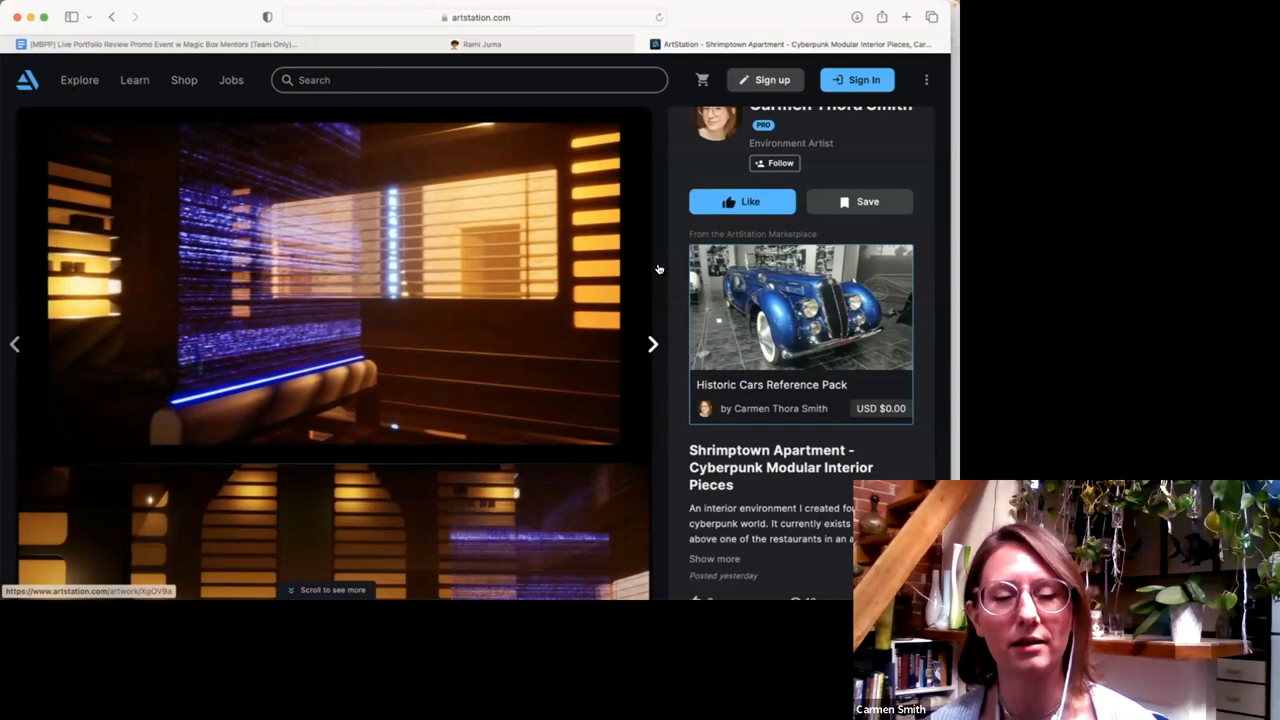 artstation.com
[MBPP] Live Portfolio Review Promo Event w Magic Box Mentors (Team Only)...
Rami Juma
ArtStation - Shrimptown Apartment - Cyberpunk Modular Interior Pieces, Car...
Explore
Learn
Shop
Jobs
Search
Sign up
Sign In
Carmen Thora Smith
PRO
Environment Artist
Follow
Like
Save
From the ArtStation Marketplace
Historic Cars Reference Pack
by Carmen Thora Smith
USD $0.00
Shrimptown Apartment -
Cyberpunk Modular Interior
Pieces
An interior environment I created fo
cyberpunk world. It currently exists
above one of the restaurants in an a
Show more
Posted yesterday
https://www.artstation.com/artwork/XgOV9a
Scroll to see more
Carmen Smith